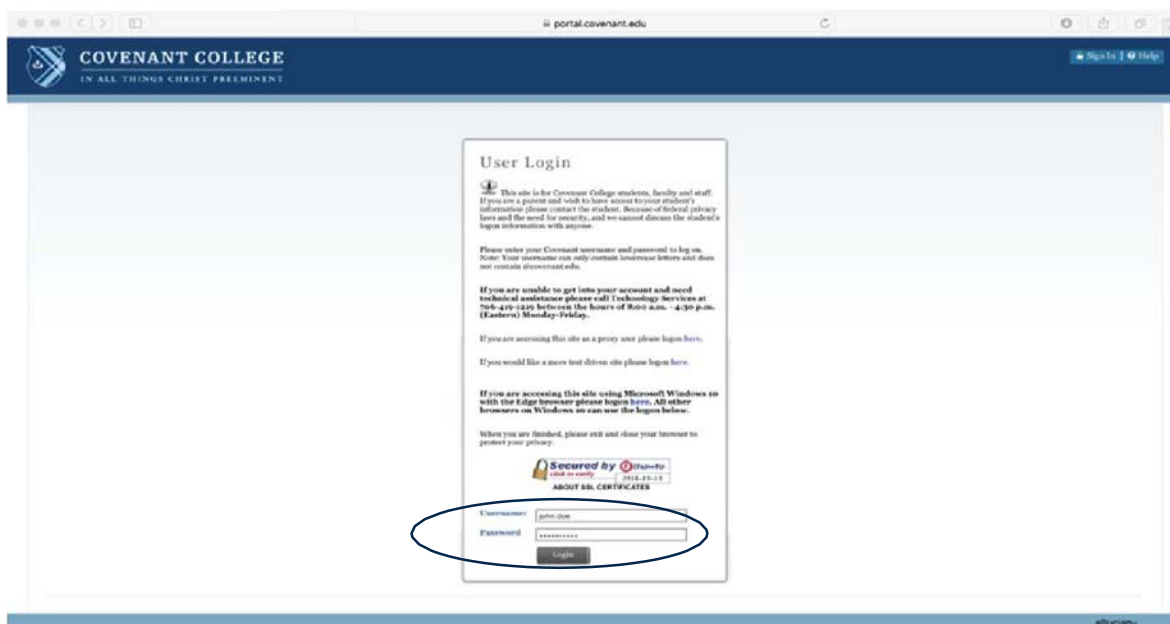 portal.covenant.edu
COVENANT COLLEGE
IN ALL THINGS CHRIST PREEMINENT
Sign In | Help
User Login
This site is for Covenant College students, faculty and staff.
If you are a parent and wish to have access to your student's
information please contact the student. Because of federal privacy
laws and the need for security, and we cannot discuss the student's
logon information with anyone.
Please enter your Covenant username and password to log on.
Note: Your username can only contain lowercase letters and does
not contain @covenant.edu.
If you are unable to get into your account and need
technical assistance please call Technology Services at
706-419-1219 between the hours of 8:00 a.m. - 4:30 p.m.
(Eastern) Monday-Friday.
If you are accessing this site as a proxy user please logon here.
If you would like a more text driven site please logon here.
If you are accessing this site using Microsoft Windows 10
with the Edge browser please logon here. All other
browsers on Windows 10 can use the logon below.
When you are finished, please exit and close your browser to
protect your privacy.
Secured by thawte
click to verify
ABOUT SSL CERTIFICATES
Username: john.doe
Password ••••••••••
Login
ellucian